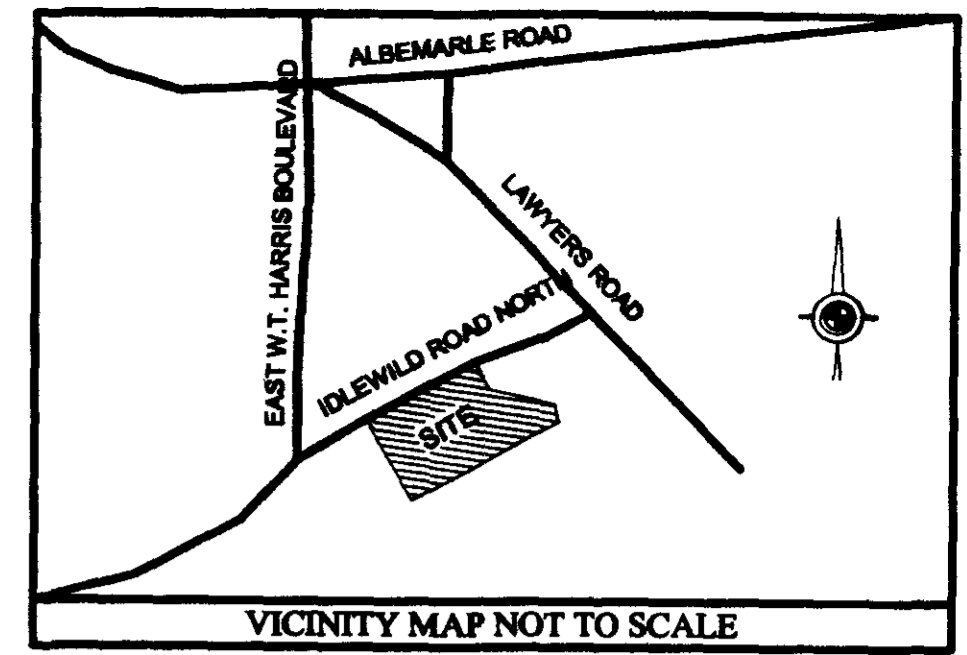 ALBEMARLE ROAD
EAST W.T. HARRIS BOULEVARD
LAWYERS ROAD
IDLEWILD ROAD NORTH
SITE
VICINITY MAP NOT TO SCALE